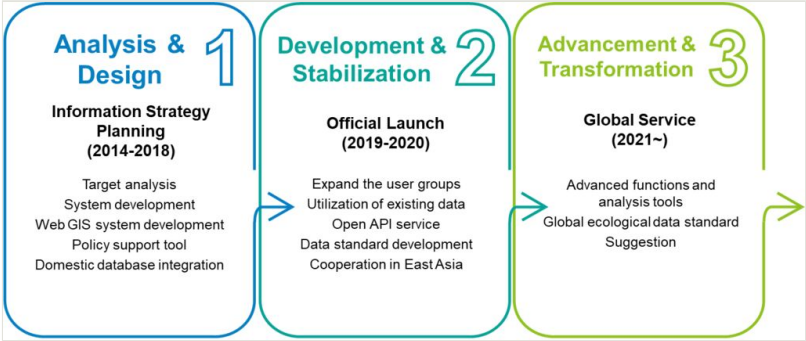 Analysis &
Design
1
Information Strategy
Planning
(2014-2018)
Target analysis
System development
Web GIS system development
Policy support tool
Domestic database integration
Development &
Stabilization
2
Official Launch
(2019-2020)
Expand the user groups
Utilization of existing data
Open API service
Data standard development
Cooperation in East Asia
Advancement &
Transformation
3
Global Service
(2021~)
Advanced functions and
analysis tools
Global ecological data standard
Suggestion